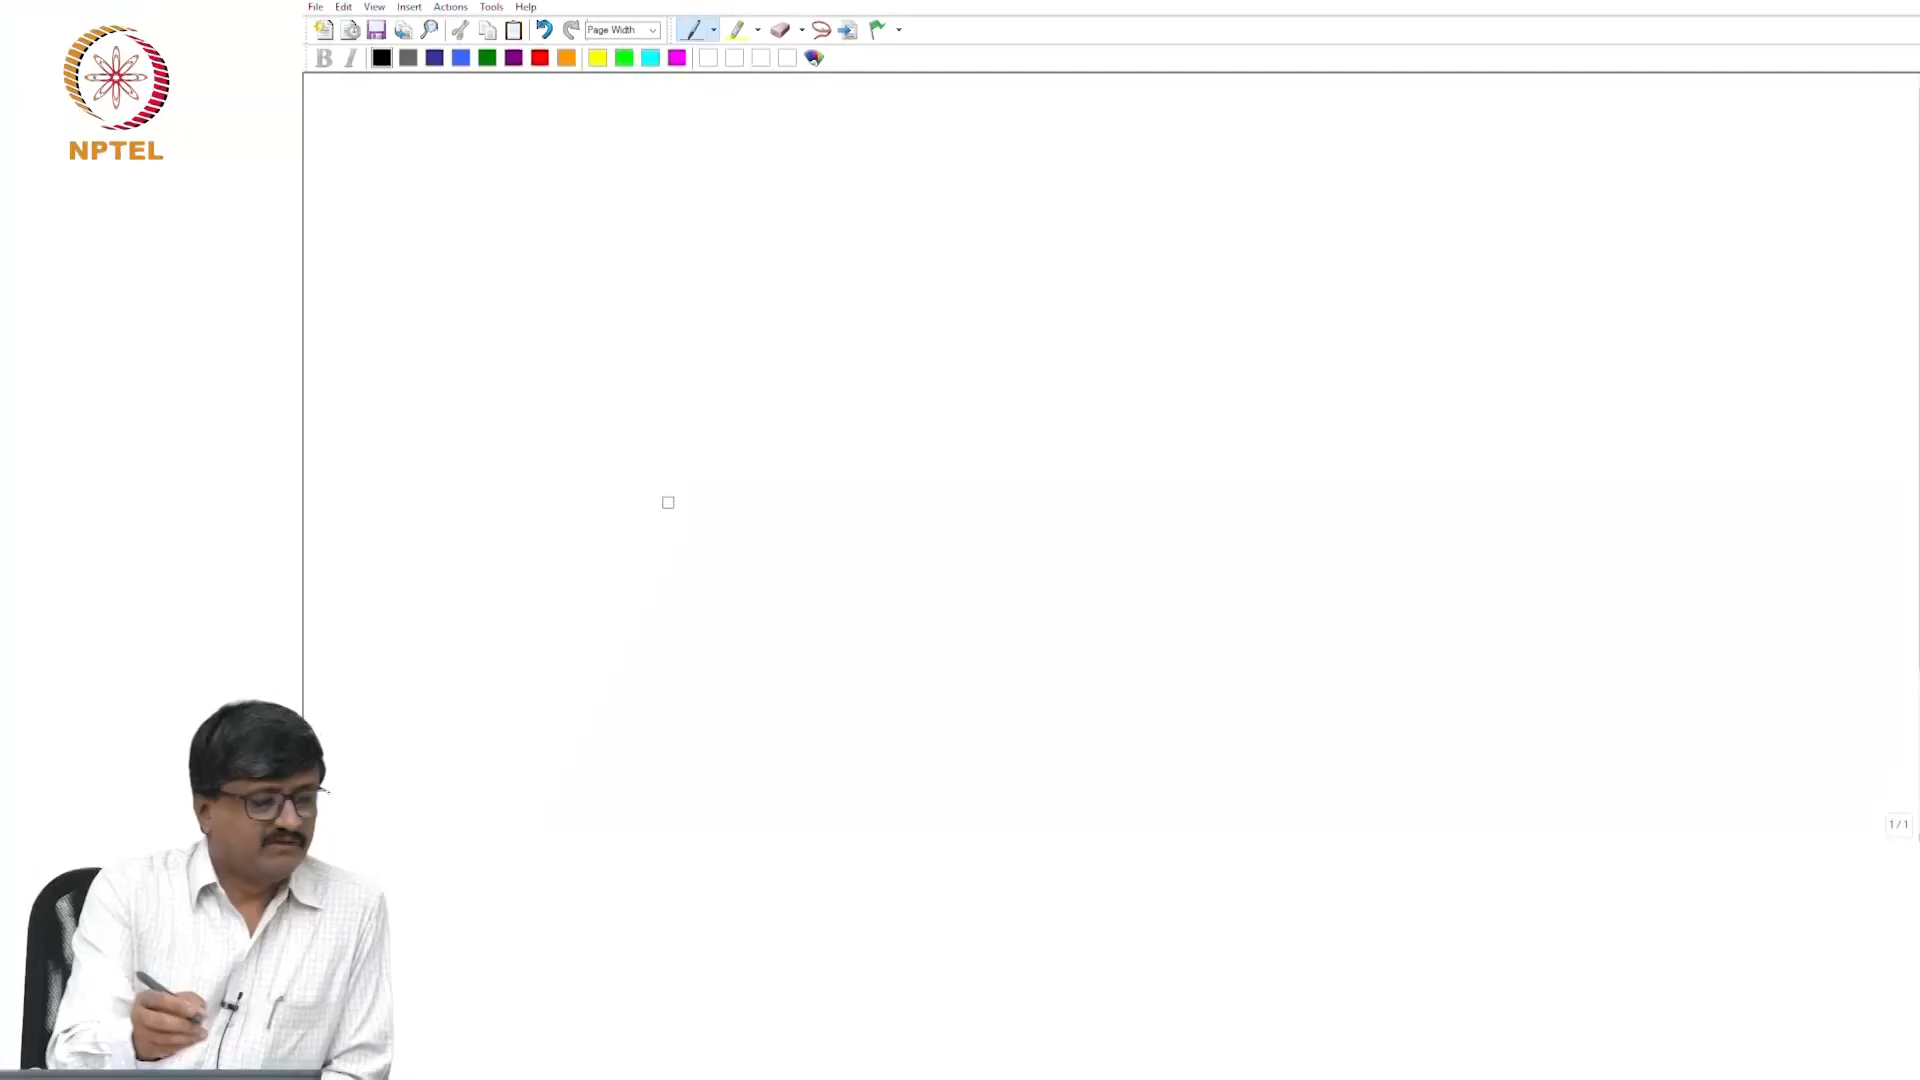 File Edit View Insert Actions Tools Help
NPTEL
Page Width
B I
1 / 1